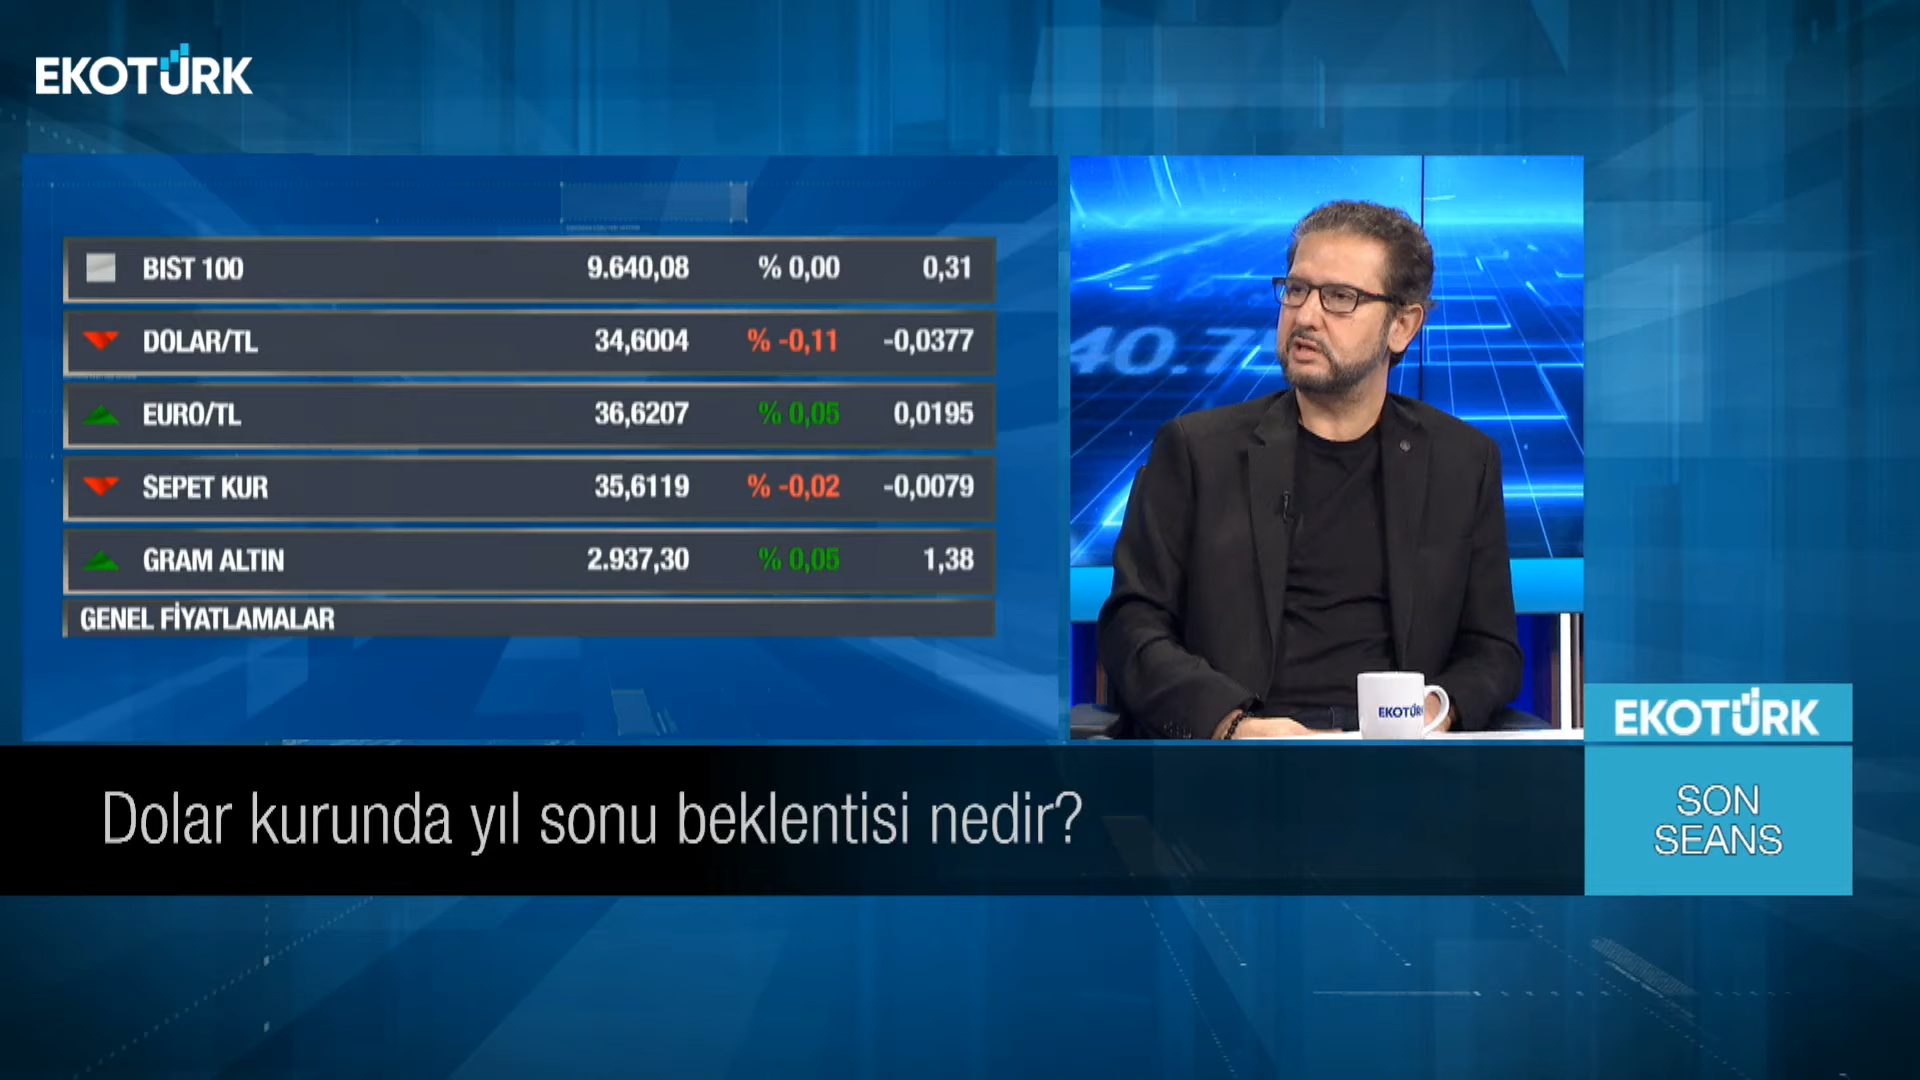 EKOTÜRK
BIST 100 9.640,08 % 0,00 0,31
DOLAR/TL 34,6004 % -0,11 -0,0377
EURO/TL 36,6207 % 0,05 0,0195
SEPET KUR 35,6119 % -0,02 -0,0079
GRAM ALTIN 2.937,30 % 0,05 1,38
GENEL FİYATLAMALAR
EKOTÜRK
EKOTÜRK
Dolar kurunda yıl sonu beklentisi nedir?
SON
SEANS